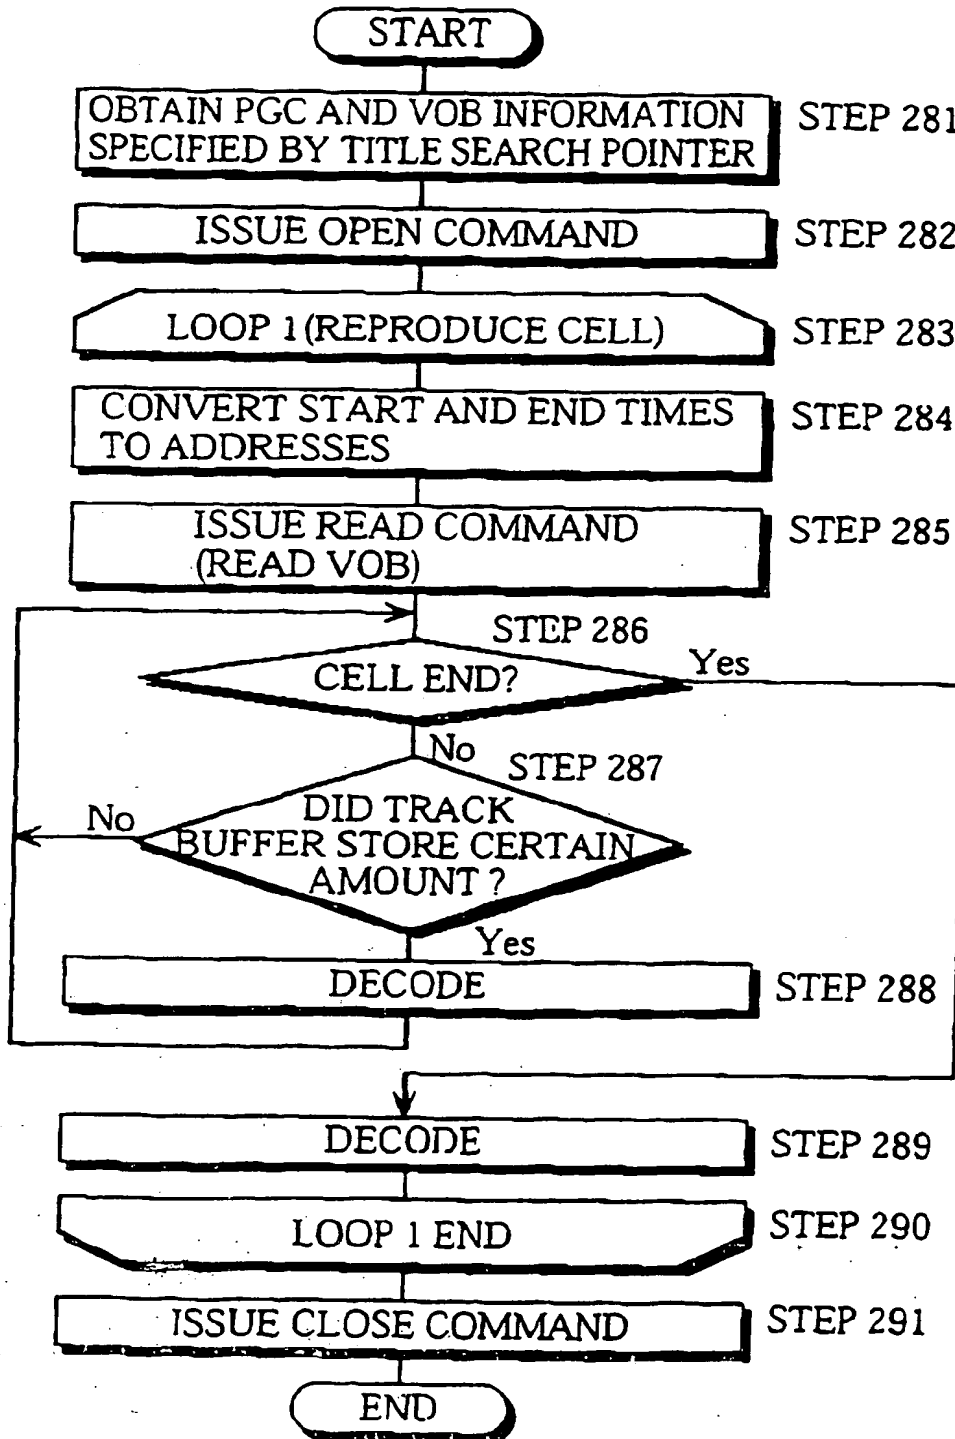 START
OBTAIN PGC AND VOB INFORMATION
SPECIFIED BY TITLE SEARCH POINTER
STEP 281
ISSUE OPEN COMMAND
STEP 282
LOOP 1 (REPRODUCE CELL)
STEP 283
CONVERT START AND END TIMES
TO ADDRESSES
STEP 284
ISSUE READ COMMAND
(READ VOB)
STEP 285
STEP 286
CELL END?
Yes
No
STEP 287
DID TRACK
BUFFER STORE CERTAIN
AMOUNT ?
No
Yes
DECODE
STEP 288
DECODE
STEP 289
LOOP 1 END
STEP 290
ISSUE CLOSE COMMAND
STEP 291
END